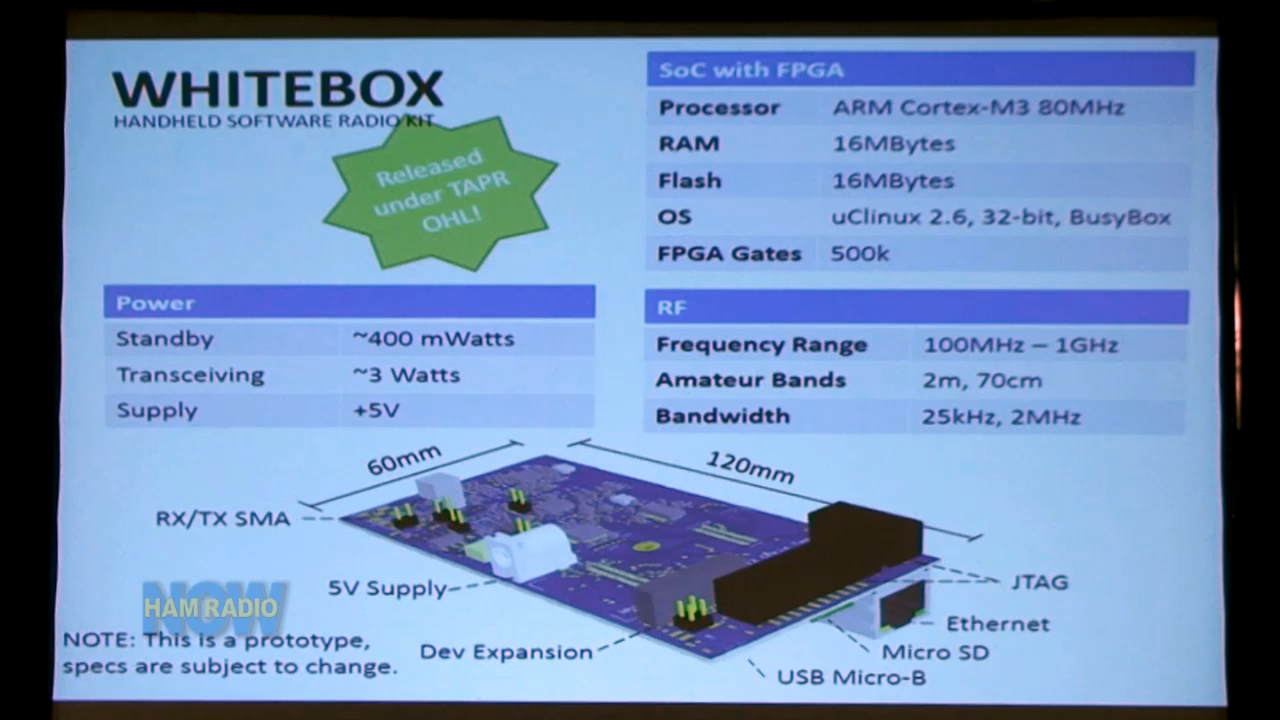 WHITEBOX
HANDHELD SOFTWARE RADIO KIT
Released
under TAPR
OHL!
SoC with FPGA
Processor ARM Cortex-M3 80MHz
RAM 16MBytes
Flash 16MBytes
OS uClinux 2.6, 32-bit, BusyBox
FPGA Gates 500k
Power
Standby ~400 mWatts
Transceiving ~3 Watts
Supply +5V
RF
Frequency Range 100MHz – 1GHz
Amateur Bands 2m, 70cm
Bandwidth 25kHz, 2MHz
60mm
120mm
RX/TX SMA
5V Supply
Dev Expansion
USB Micro-B
Micro SD
Ethernet
JTAG
NOW
HAM RADIO
NOTE: This is a prototype,
specs are subject to change.